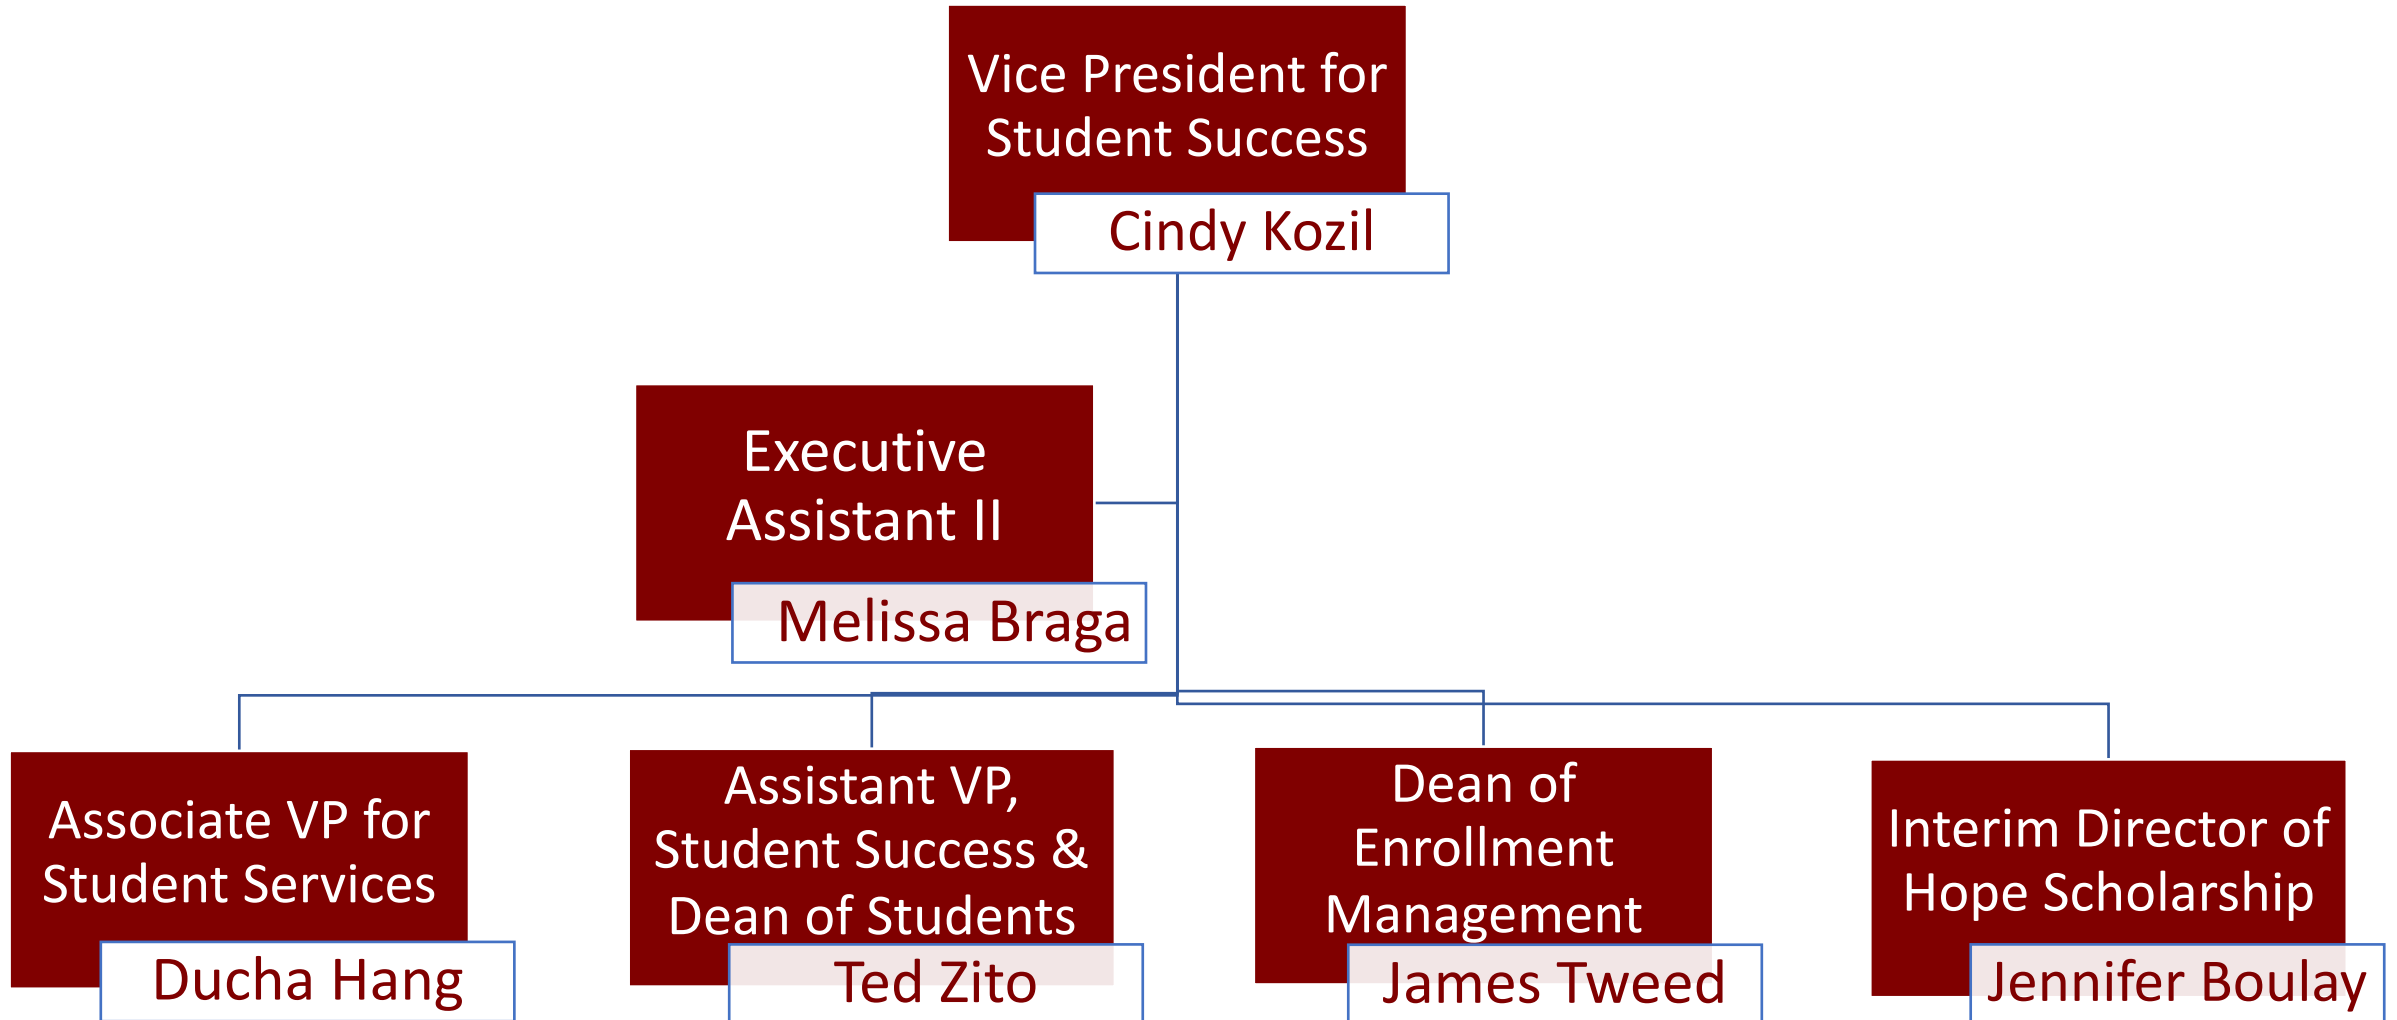 Vice President for
Student Success
Cindy Kozil
Executive
Assistant II
Melissa Braga
Associate VP for
Student Services
Ducha Hang
Assistant VP,
Student Success &
Dean of Students
Ted Zito
Dean of
Enrollment
Management
James Tweed
Interim Director of
Hope Scholarship
Jennifer Boulay